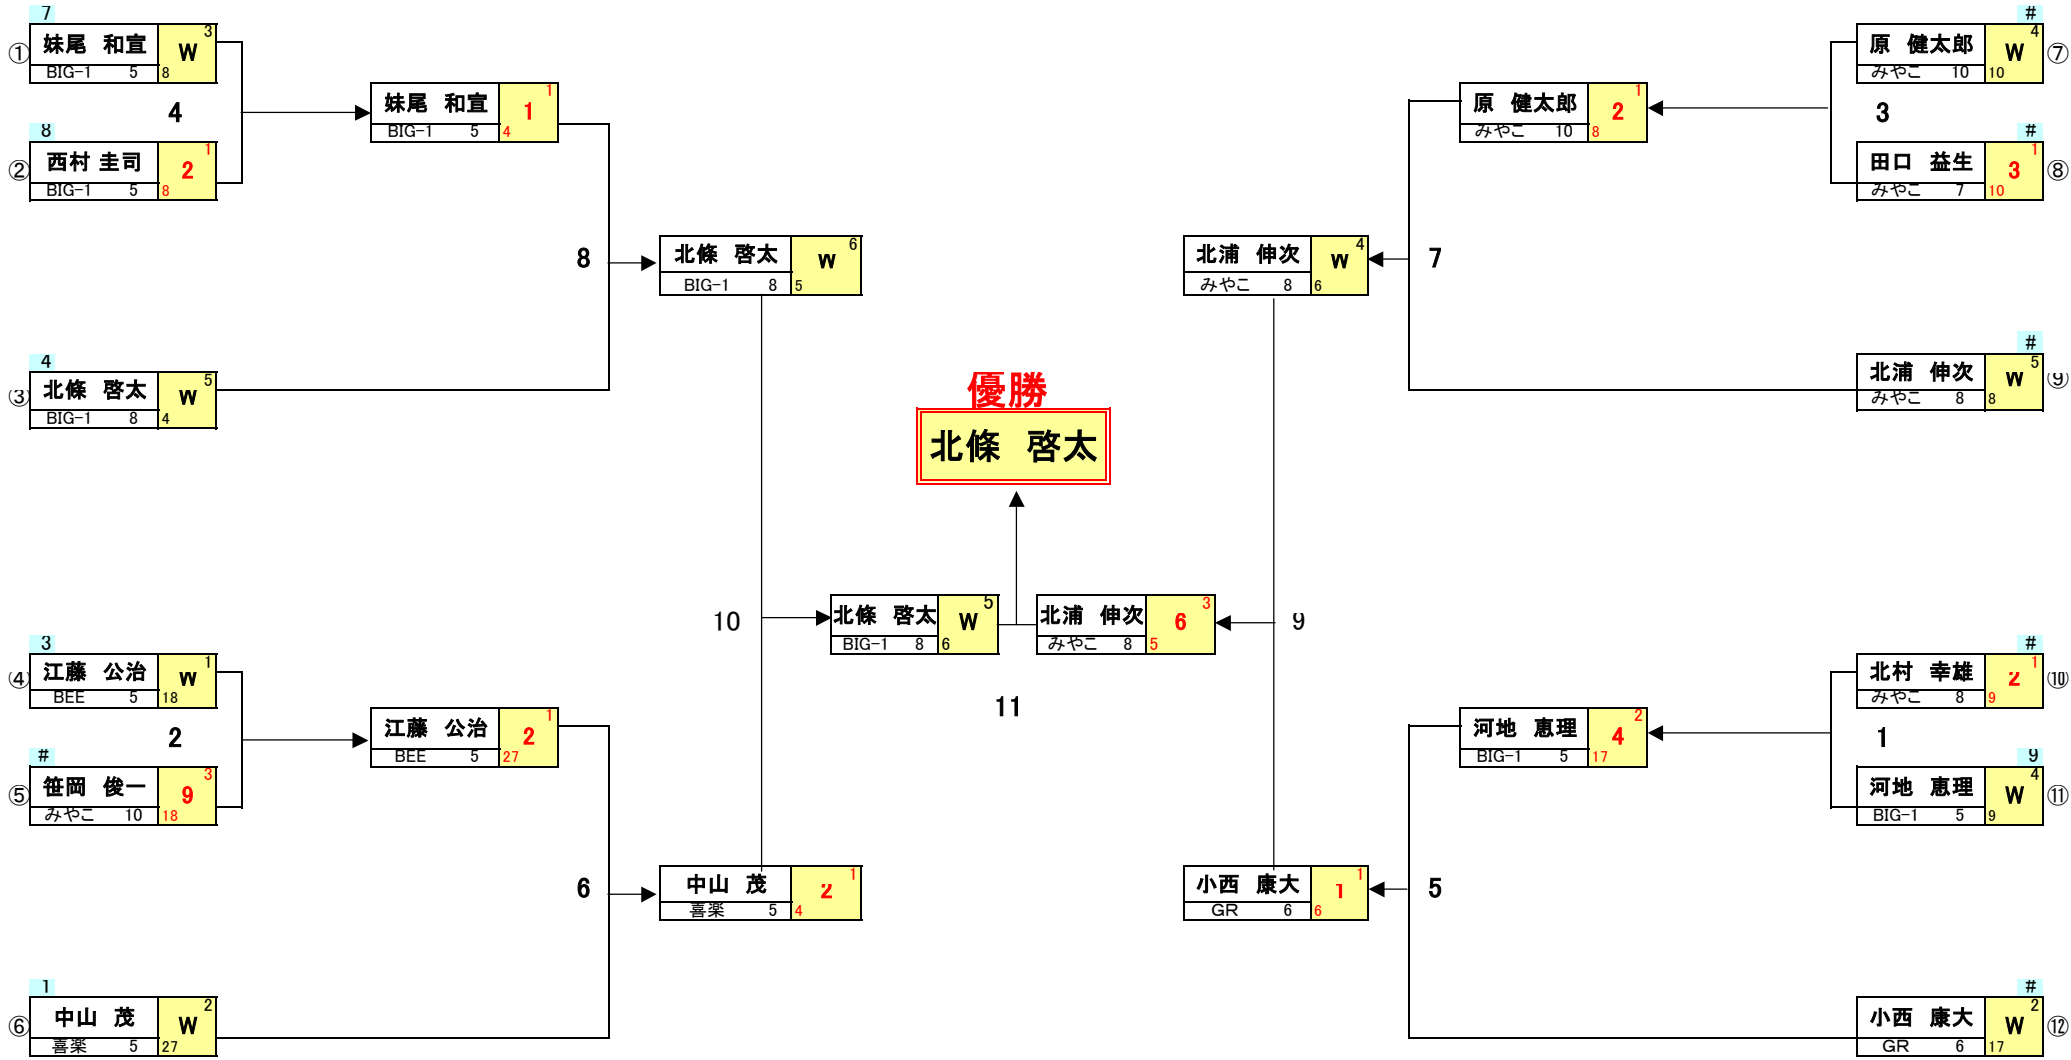 7
① 妹尾 和宣 W 3
BIG-1 5 8
4
8
② 西村 圭司 2 1
BIG-1 5 8
妹尾 和宣 1 1
BIG-1 5 4
8
4
③ 北條 啓太 W 5
BIG-1 8 4
北條 啓太 W 6
BIG-1 8 5
3
④ 江藤 公治 W 1
BEE 5 18
2
#
⑤ 笹岡 俊一 9 3
みやこ 10 18
江藤 公治 2 1
BEE 5 27
6
1
⑥ 中山 茂 W 2
喜楽 5 27
中山 茂 2 1
喜楽 5 4
10
優勝
北條 啓太
北條 啓太 W 5
BIG-1 8 6
北浦 伸次 6 3
みやこ 8 5
11
9
北浦 伸次 W 4
みやこ 8 6
小西 康大 1 1
GR 6 6
原 健太郎 2 1
みやこ 10 8
7
河地 恵理 4 2
BIG-1 5 17
5
#
原 健太郎 W 4 ⑦
みやこ 10 10
3
#
田口 益生 3 1 ⑧
みやこ 7 10
#
北浦 伸次 W 5 ⑨
みやこ 8 8
#
北村 幸雄 2 1 ⑩
みやこ 8 9
1
9
河地 恵理 W 4 ⑪
BIG-1 5 9
#
小西 康大 W 2 ⑫
GR 6 17